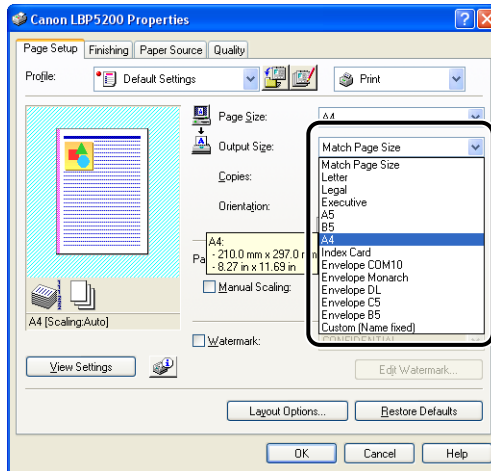 Canon LBP5200 Properties
Page Setup Finishing Paper Source Quality
Profile: Default Settings Print
Page Size: A4
Output Size: Match Page Size
Match Page Size
Letter
Legal
Executive
A5
B5
A4
Index Card
Envelope COM10
Envelope Monarch
Envelope DL
Envelope C5
Envelope B5
Custom (Name fixed)
Copies:
Orientation:
A4:
- 210.0 mm x 297.0 mm
- 8.27 in x 11.69 in
Manual Scaling:
A4 [Scaling:Auto]
Watermark: CONFIDENTIAL
View Settings
Edit Watermark...
Layout Options... Restore Defaults
OK Cancel Help